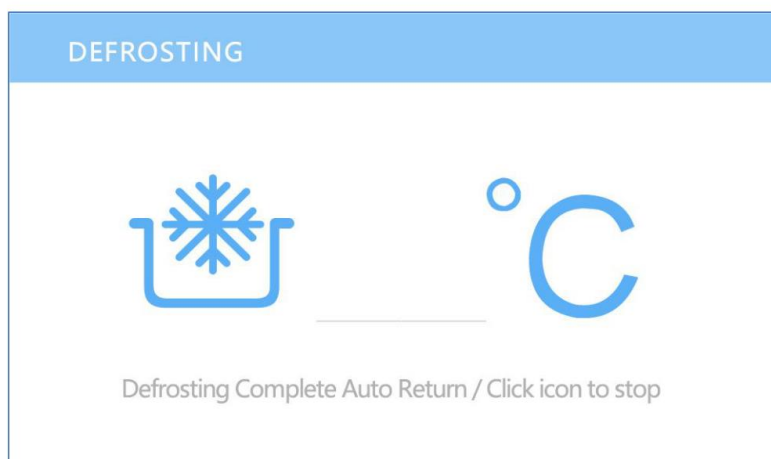 DEFROSTING
°C
Defrosting Complete Auto Return / Click icon to stop